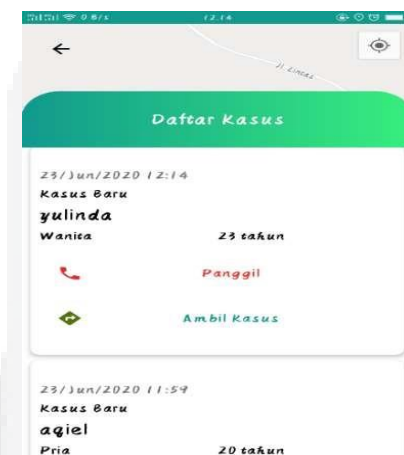 0 B/s 12.14
Jl. Lintas
Daftar Kasus
23/Jun/2020 12:14
Kasus Baru
yulinda
Wanita 23 tahun
Panggil
Ambil Kasus
23/Jun/2020 11:59
Kasus Baru
aqiel
Pria 20 tahun